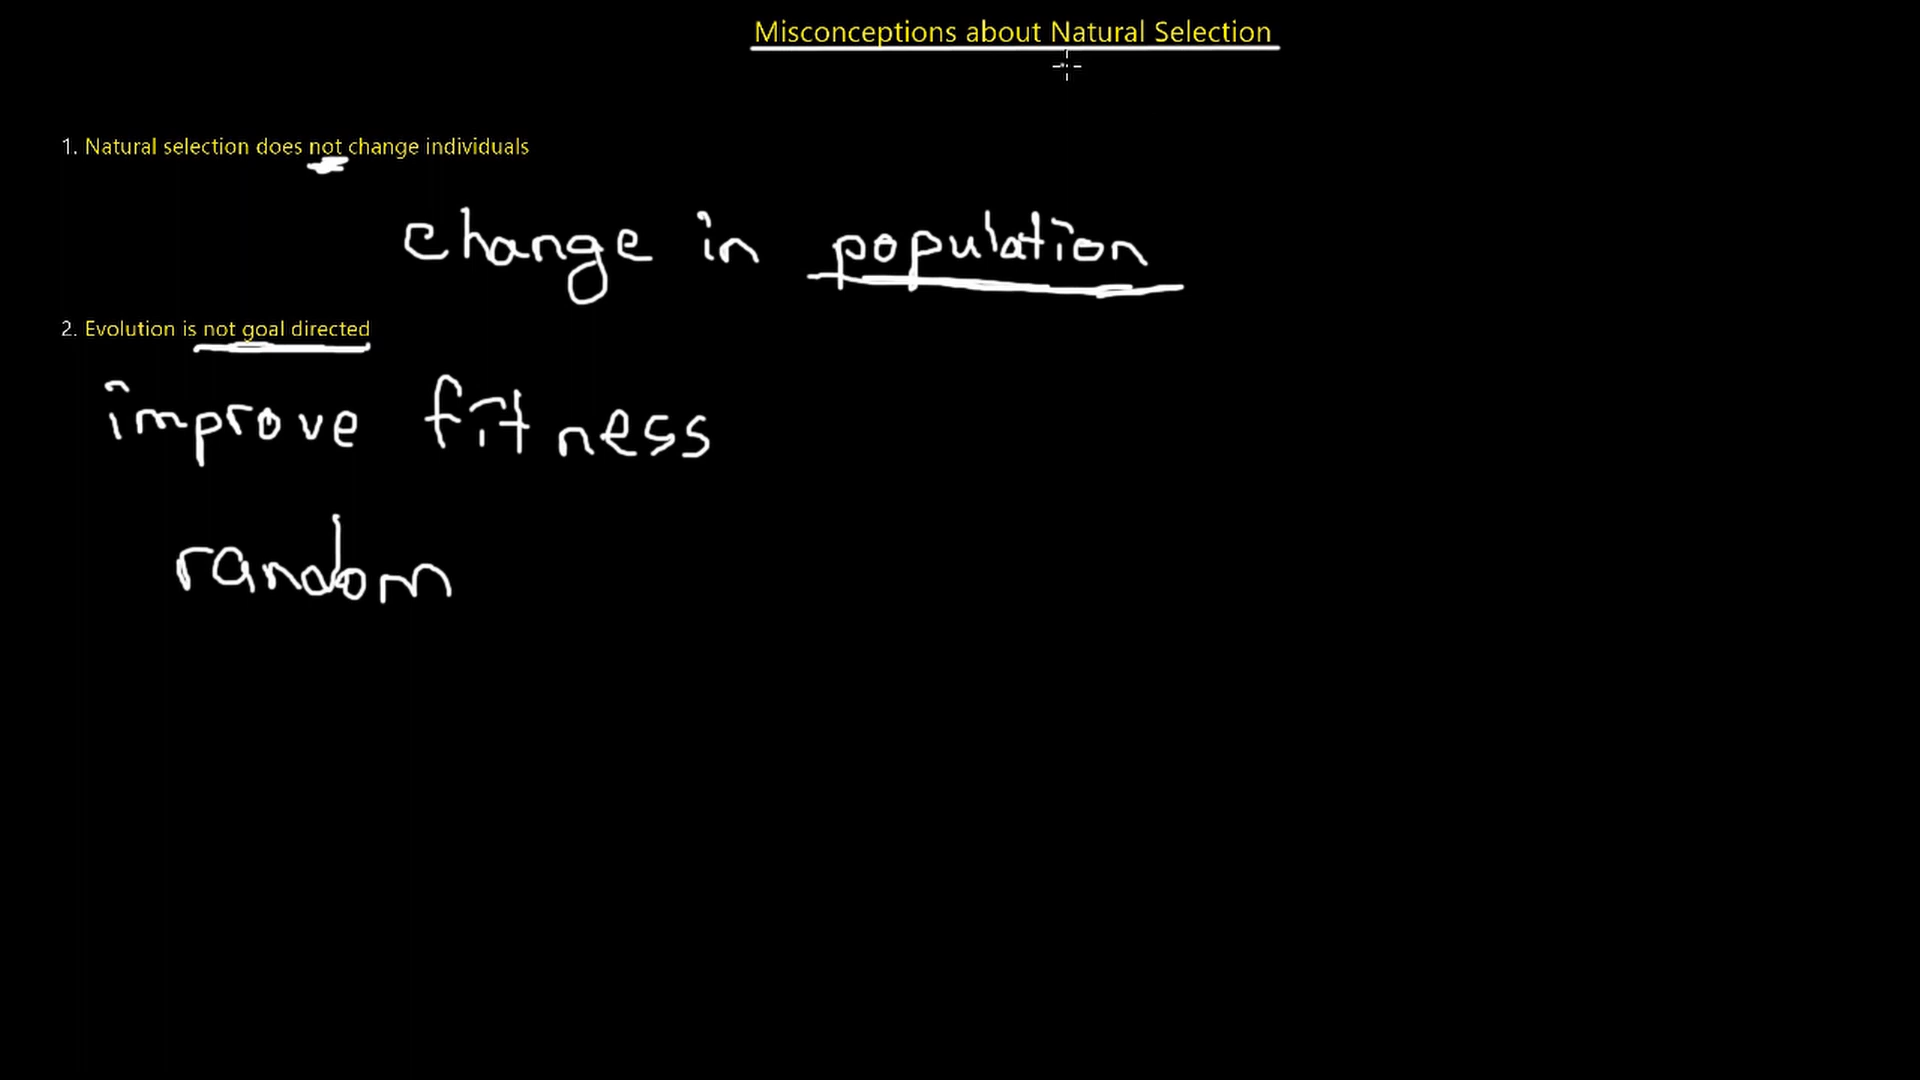 Misconceptions about Natural Selection
1. Natural selection does not change individuals
change in population
2. Evolution is not goal directed
improve fitness
random